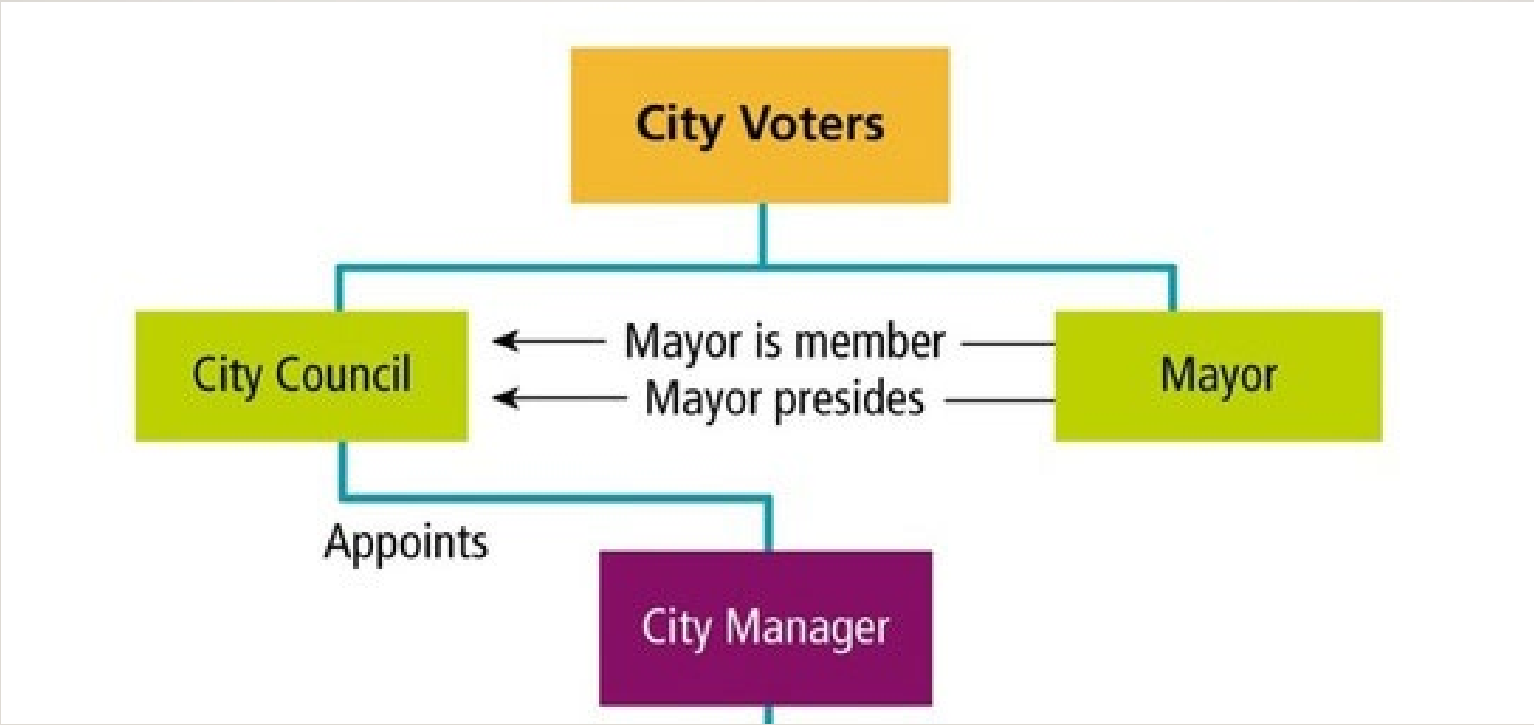 City Voters
City Council
Mayor is member
Mayor presides
Mayor
Appoints
City Manager